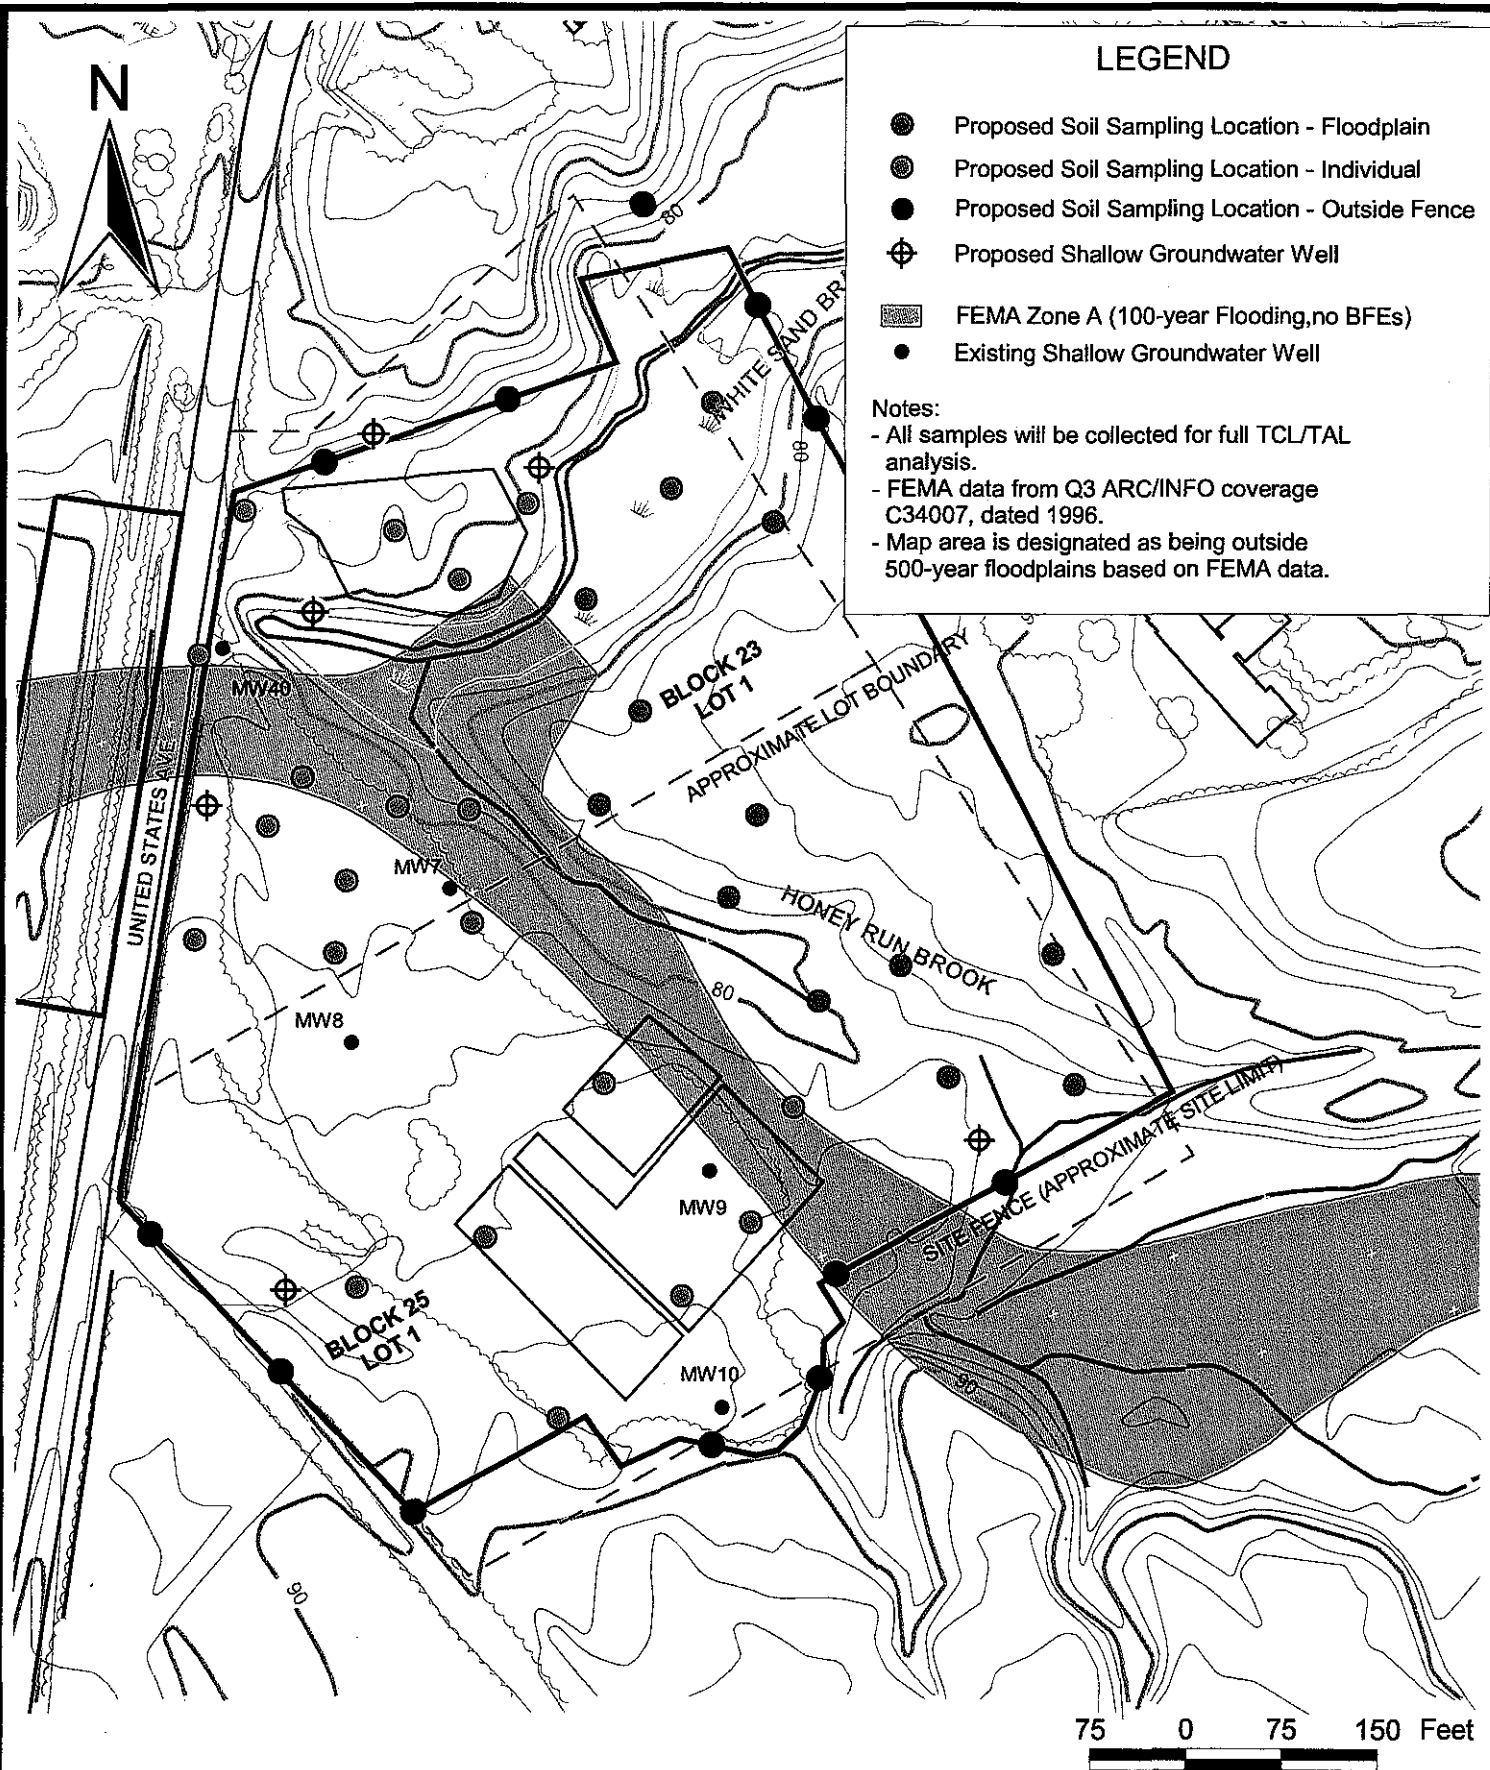 N
LEGEND
Proposed Soil Sampling Location - Floodplain
Proposed Soil Sampling Location - Individual
Proposed Soil Sampling Location - Outside Fence
Proposed Shallow Groundwater Well
FEMA Zone A (100-year Flooding,no BFEs)
Existing Shallow Groundwater Well
Notes:
- All samples will be collected for full TCL/TAL
analysis.
- FEMA data from Q3 ARC/INFO coverage
C34007, dated 1996.
- Map area is designated as being outside
500-year floodplains based on FEMA data.
80
WHITE SAND BR
80
BLOCK 23
LOT 1
APPROXIMATE LOT BOUNDARY
MW40
UNITED STATES AVE
MW7
HONEY RUN BROOK
80
MW8
SITE FENCE (APPROXIMATE SITE LIMIT)
MW9
BLOCK 25
LOT 1
MW10
90
90
75 0 75 150 Feet